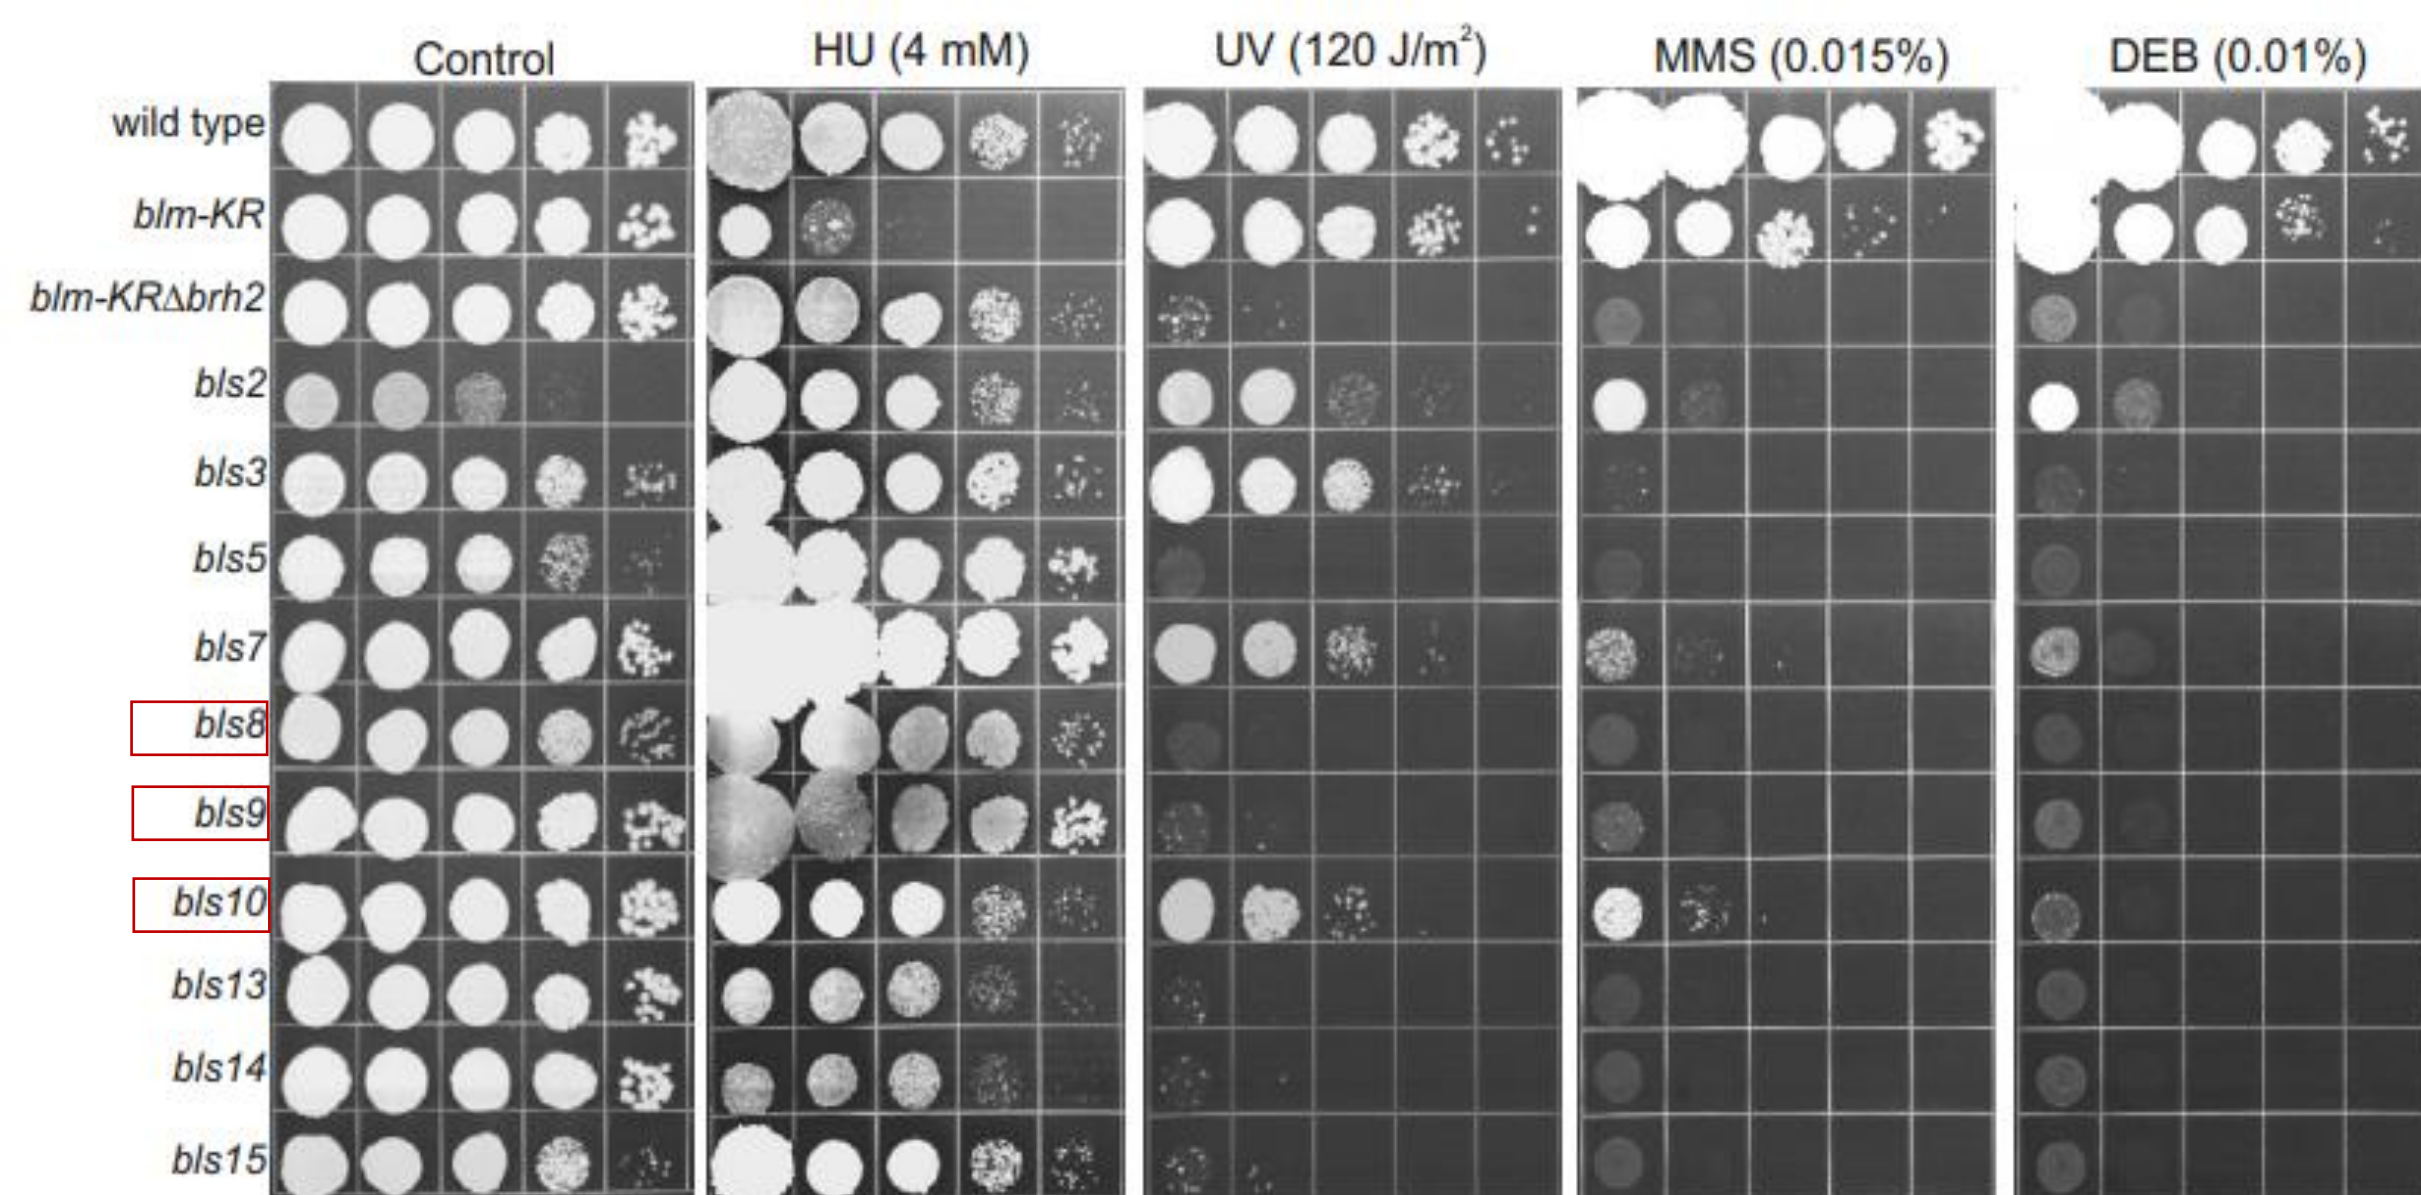 Control HU (4 mM) UV (120 J/m²) MMS (0.015%) DEB (0.01%)
wild type
blm-KR
blm-KRΔbrh2
bls2
bls3
bls5
bls7
bls8
bls9
bls10
bls13
bls14
bls15